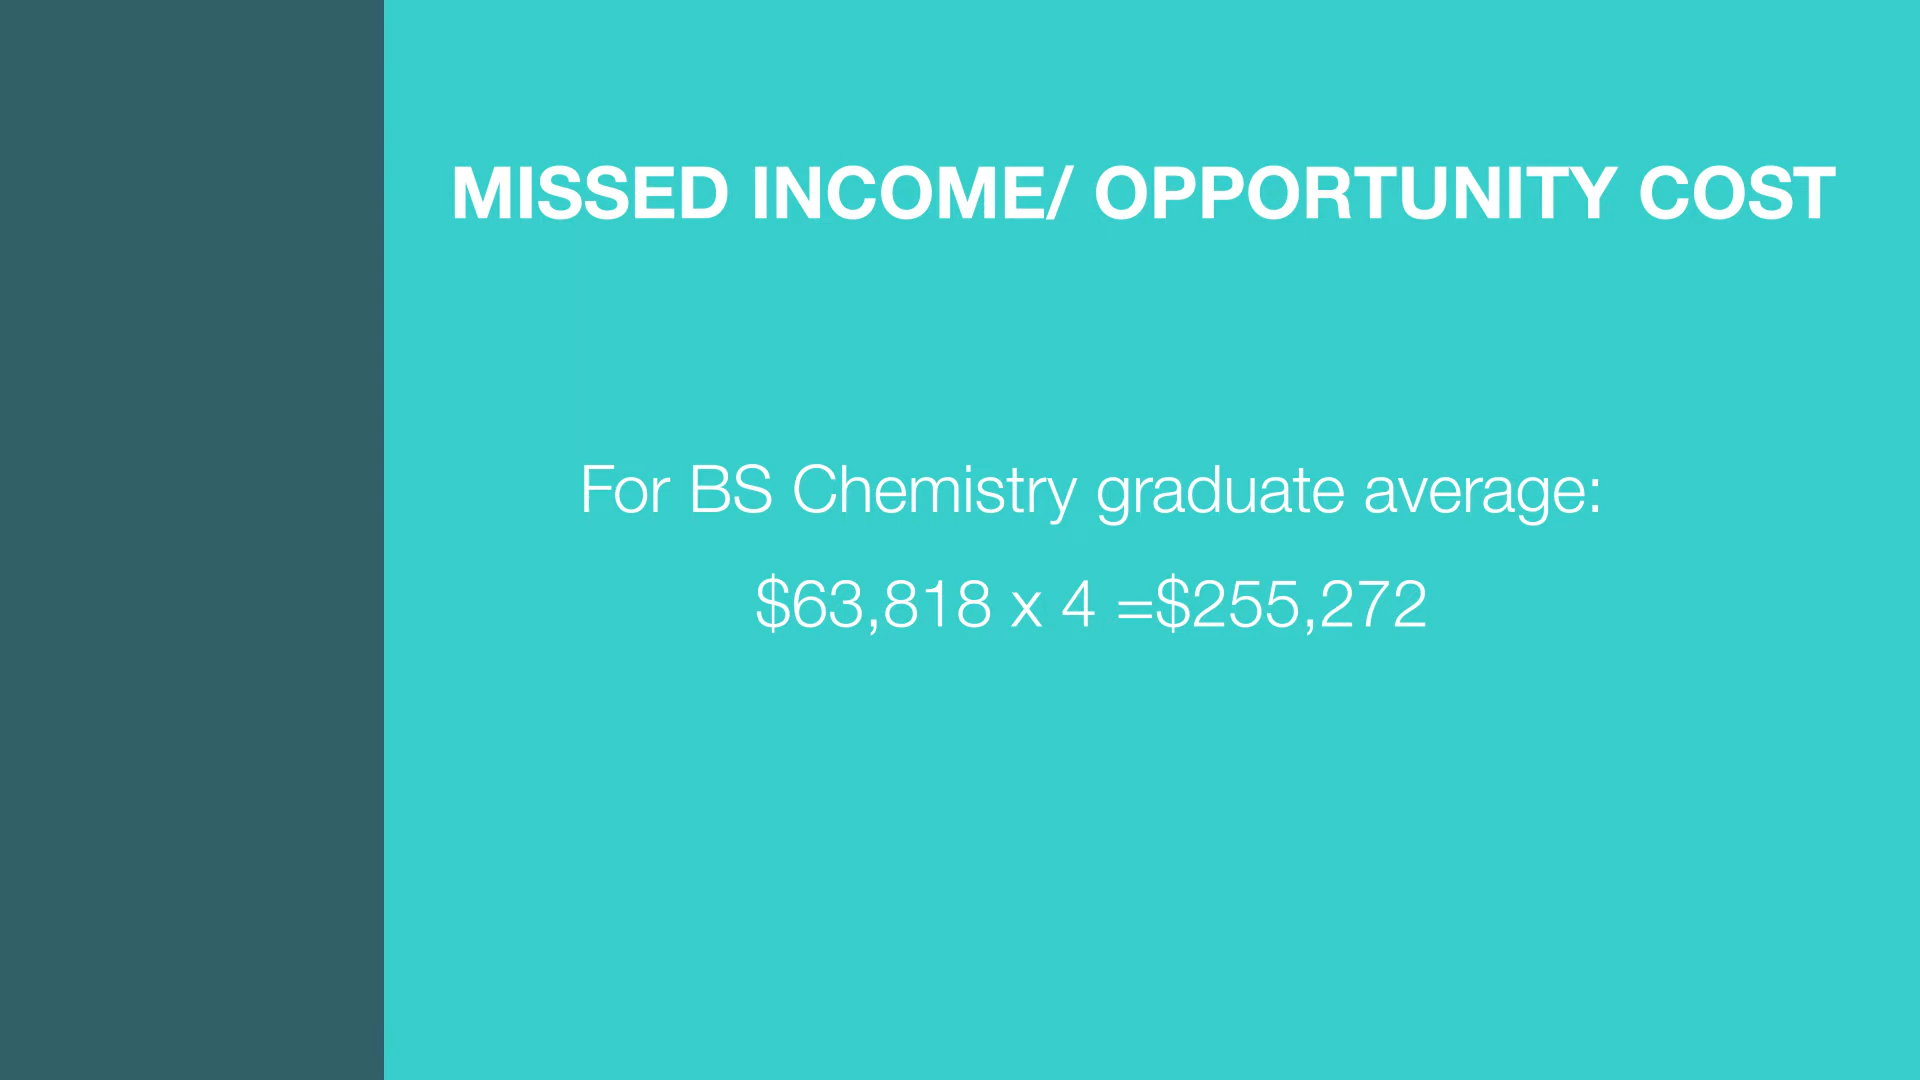 MISSED INCOME/ OPPORTUNITY COST
For BS Chemistry graduate average:
$63,818 x 4 =$255,272